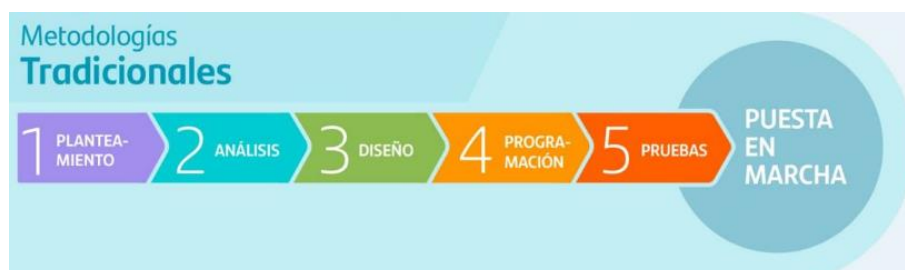 Metodologías
Tradicionales
1 PLANTEA-
MIENTO
2 ANÁLISIS
3 DISEÑO
4 PROGRA-
MACIÓN
5 PRUEBAS
PUESTA
EN
MARCHA